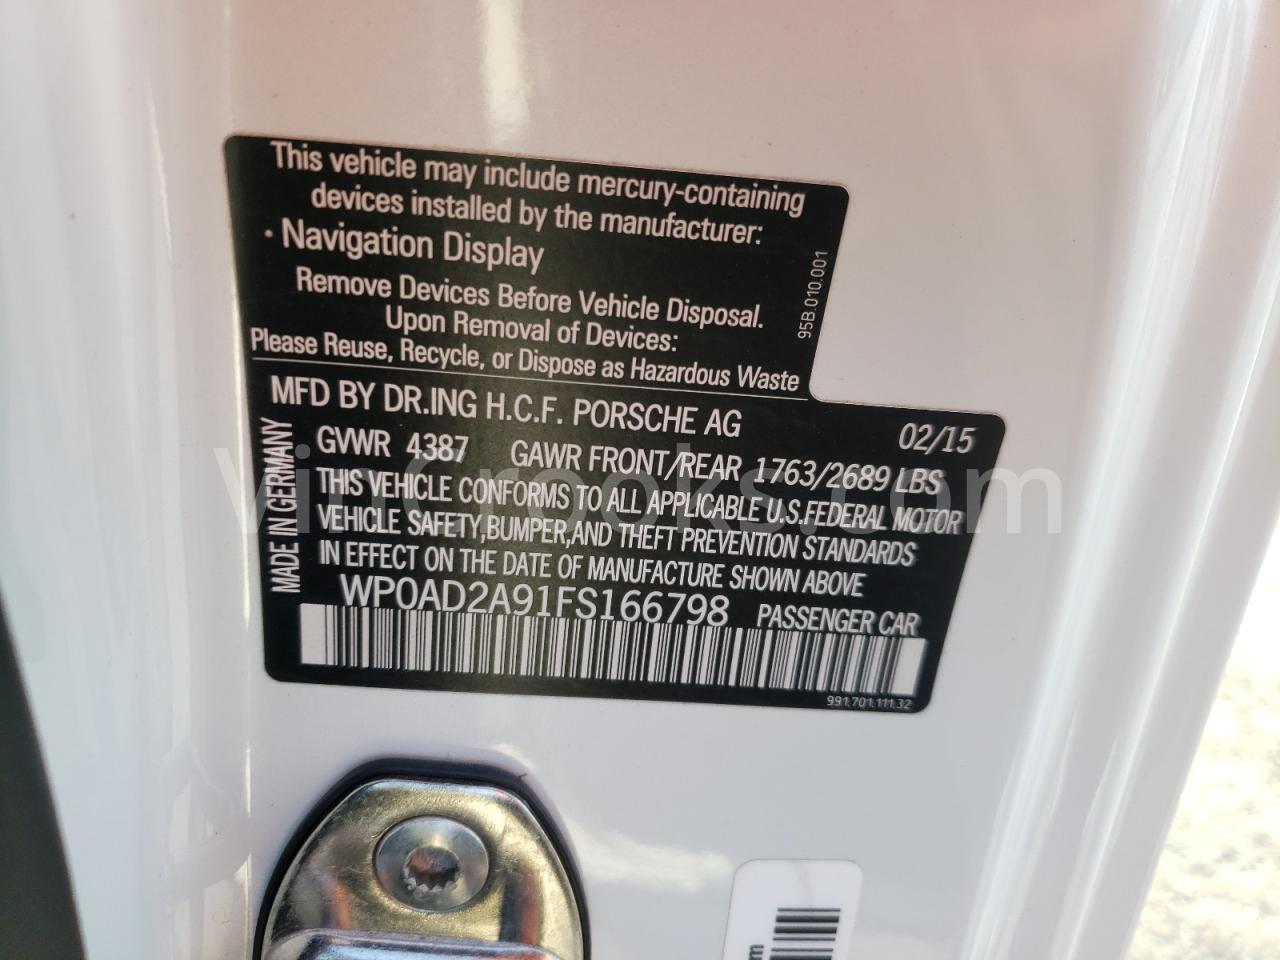 This vehicle may include mercury-containing
devices installed by the manufacturer:
· Navigation Display
Remove Devices Before Vehicle Disposal.
Upon Removal of Devices:
Please Reuse, Recycle, or Dispose as Hazardous Waste
95B.010.001
MFD BY DR.ING H.C.F. PORSCHE AG 02/15
GVWR 4387 GAWR FRONT/REAR 1763/2689 LBS
THIS VEHICLE CONFORMS TO ALL APPLICABLE U.S.FEDERAL MOTOR
VEHICLE SAFETY,BUMPER,AND THEFT PREVENTION STANDARDS
IN EFFECT ON THE DATE OF MANUFACTURE SHOWN ABOVE
MADE IN GERMANY
WP0AD2A91FS166798 PASSENGER CAR
991.701.111.32
VinCrooks.com